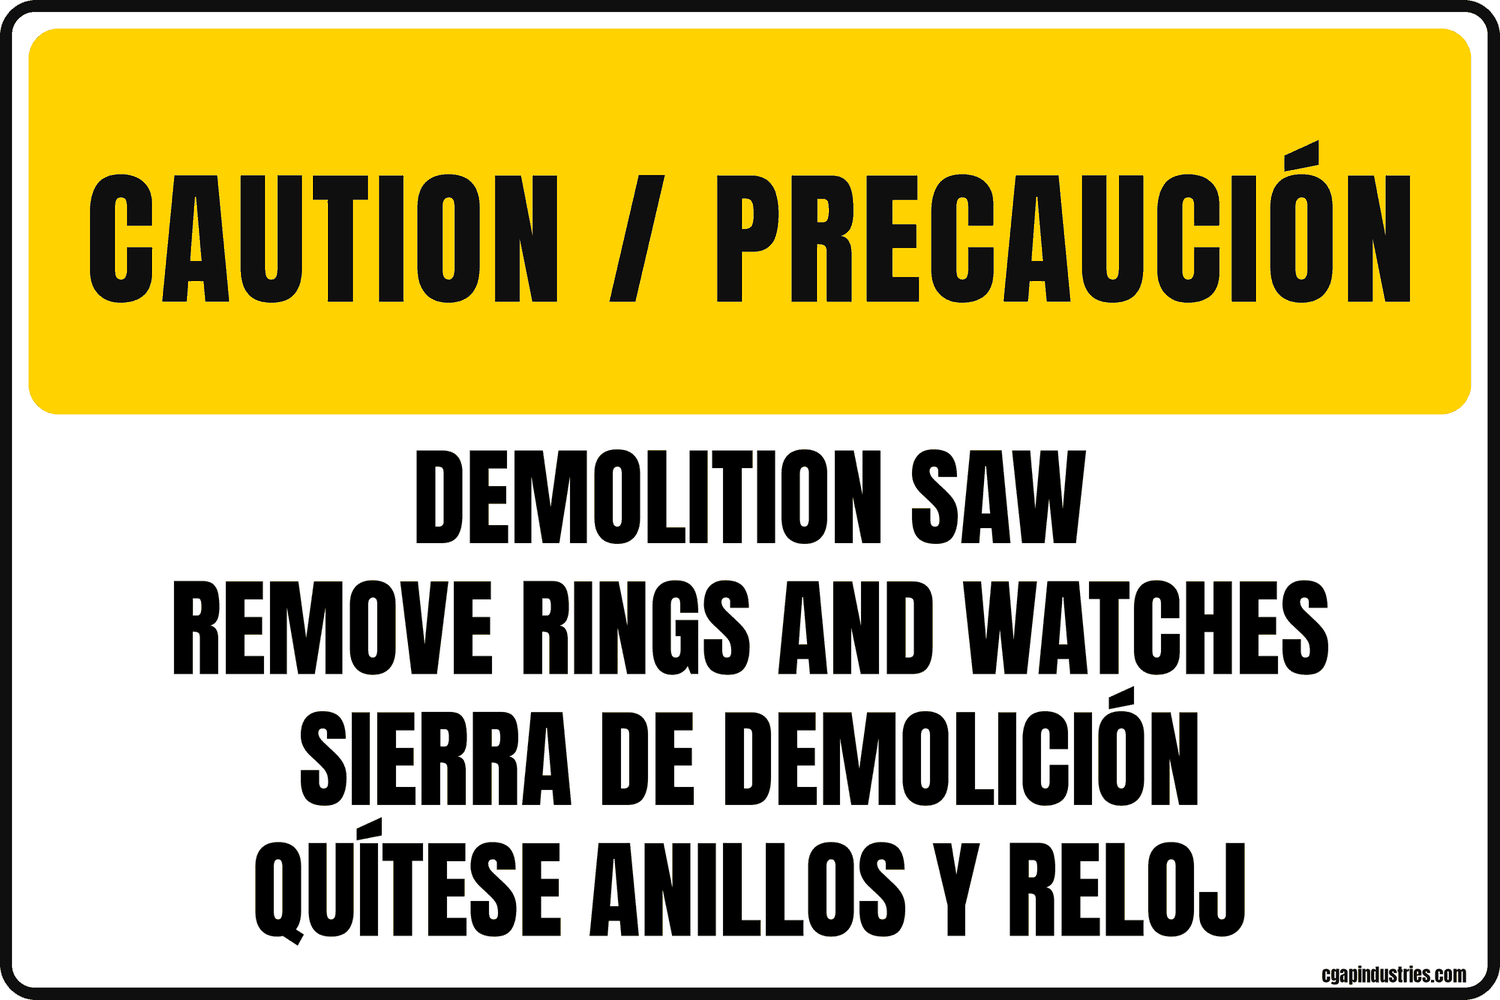 CAUTION / PRECAUCIÓN
DEMOLITION SAW
REMOVE RINGS AND WATCHES
SIERRA DE DEMOLICIÓN
QUÍTESE ANILLOS Y RELOJ
cgapindustries.com